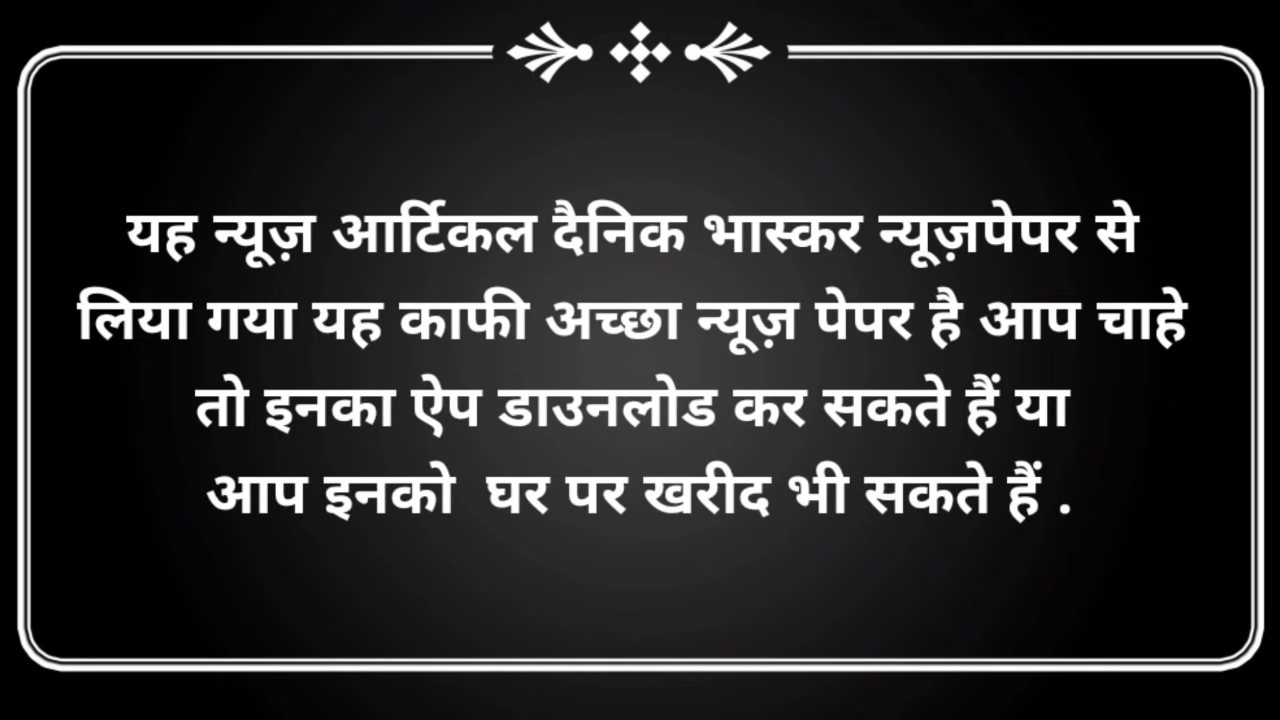 यह न्यूज़ आर्टिकल दैनिक भास्कर न्यूज़पेपर से
लिया गया यह काफी अच्छा न्यूज़ पेपर है आप चाहे
तो इनका ऐप डाउनलोड कर सकते हैं या
आप इनको घर पर खरीद भी सकते हैं .